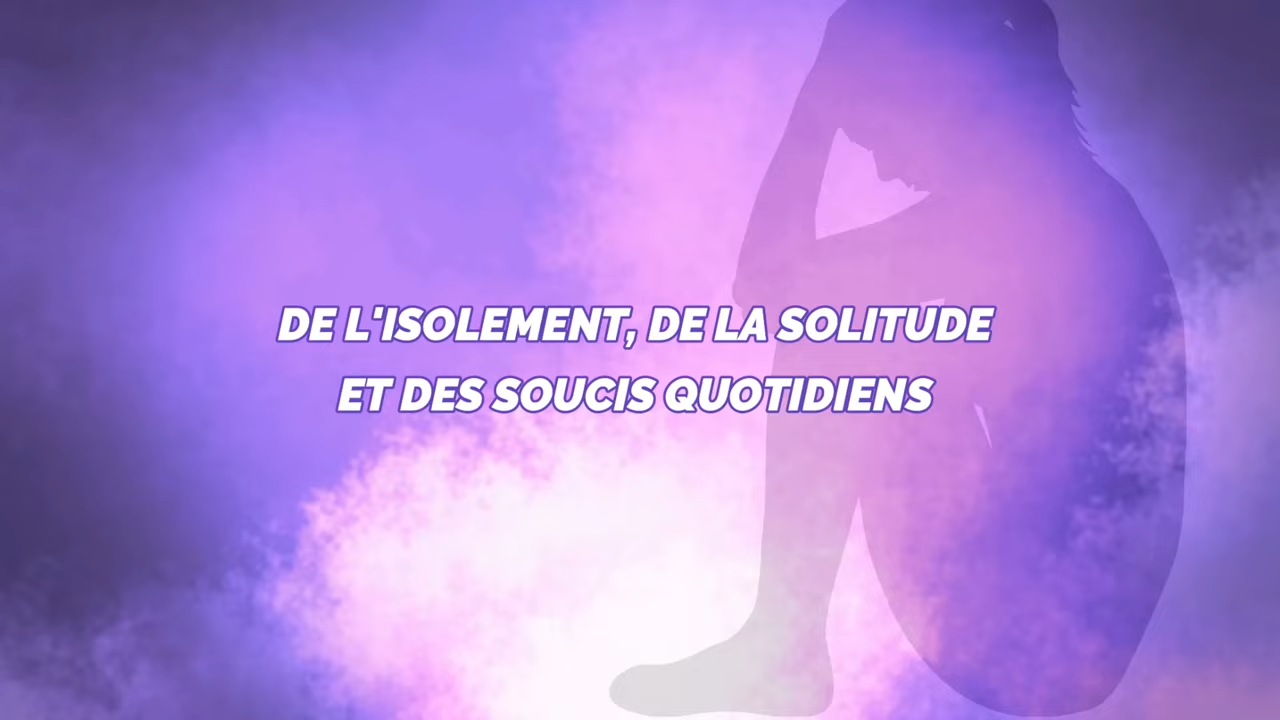 DE L'ISOLEMENT, DE LA SOLITUDE
ET DES SOUCIS QUOTIDIENS